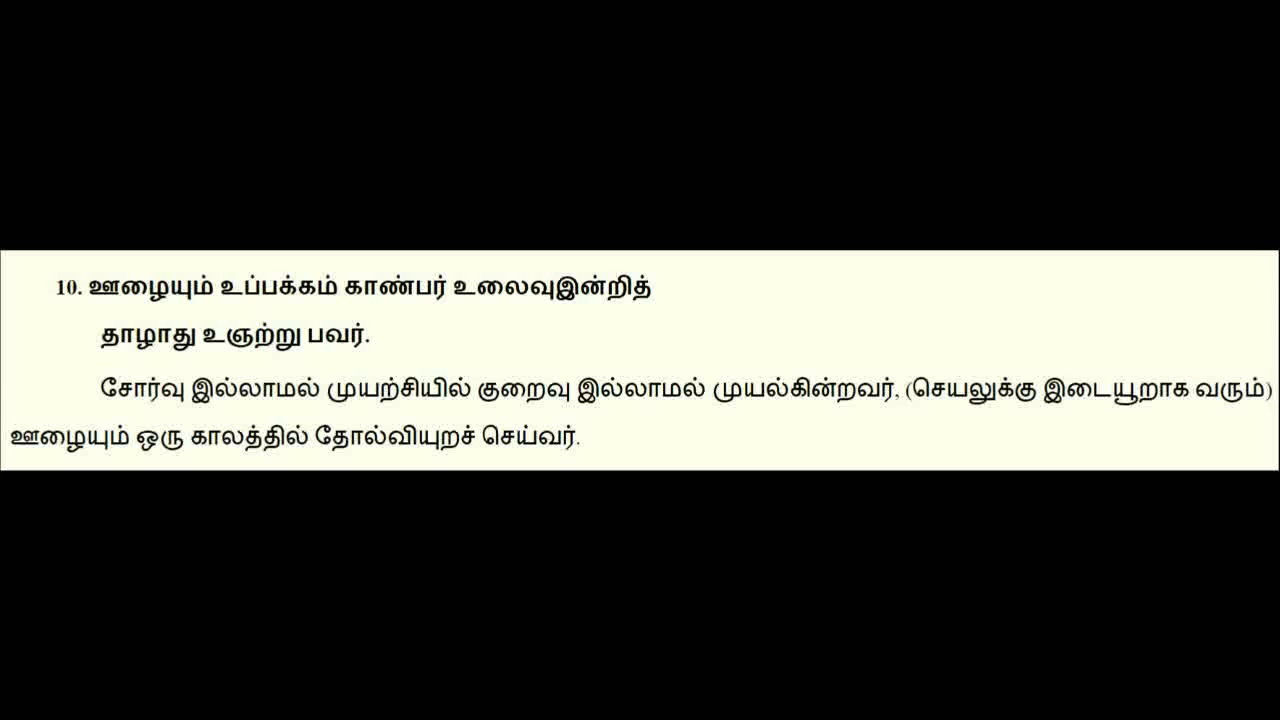 10. ஊழையும் உப்பக்கம் காண்பர் உலைவுஇன்றித்
தாழாது உஞற்று பவர்.
சோர்வு இல்லாமல் முயற்சியில் குறைவு இல்லாமல் முயல்கின்றவர், (செயலுக்கு இடையூறாக வரும்)
ஊழையும் ஒரு காலத்தில் தோல்வியுறச் செய்வர்.